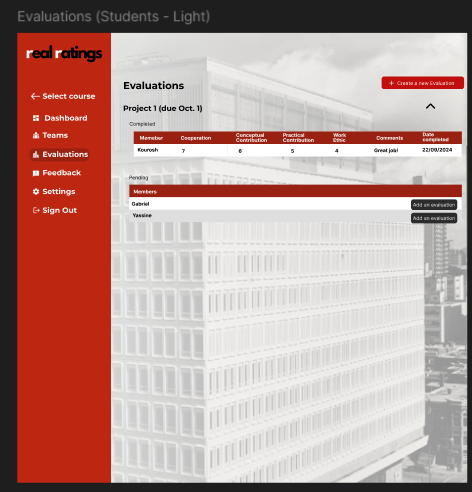 Evaluations (Students - Light)
real ratings
Select course
Dashboard
Teams
Evaluations
Feedback
Settings
Sign Out
Evaluations
+ Create a new Evaluation
Project 1 (due Oct. 1)
Completed
Memeber Cooperation Conceptual Contribution Practical Contribution Work Ethic Comments Date completed
Kourosh 7 6 5 4 Great job! 22/09/2024
Pending
Members
Gabriel Add an evaluation
Yassine Add an evaluation